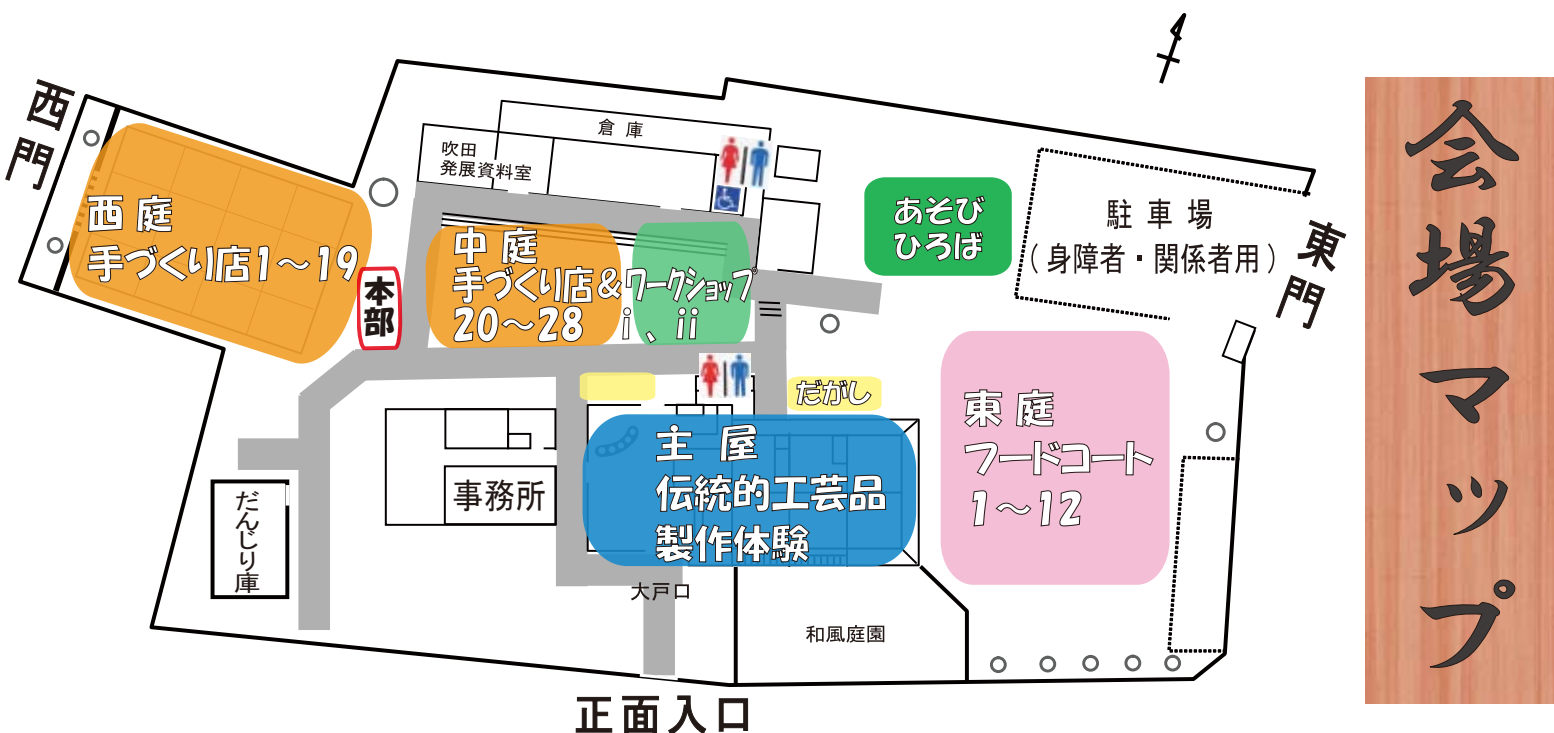 会場マップ
西門
西庭
手づくり店1～19
本部
吹田
発展資料室
倉庫
中庭
手づくり店&ワークショップ
20～28 i、ii
あそび
ひろば
駐車場
(身障者・関係者用)
東門
だがし
東庭
フードコート
1～12
主屋
伝統的工芸品
製作体験
事務所
だんじり庫
大戸口
和風庭園
正面入口